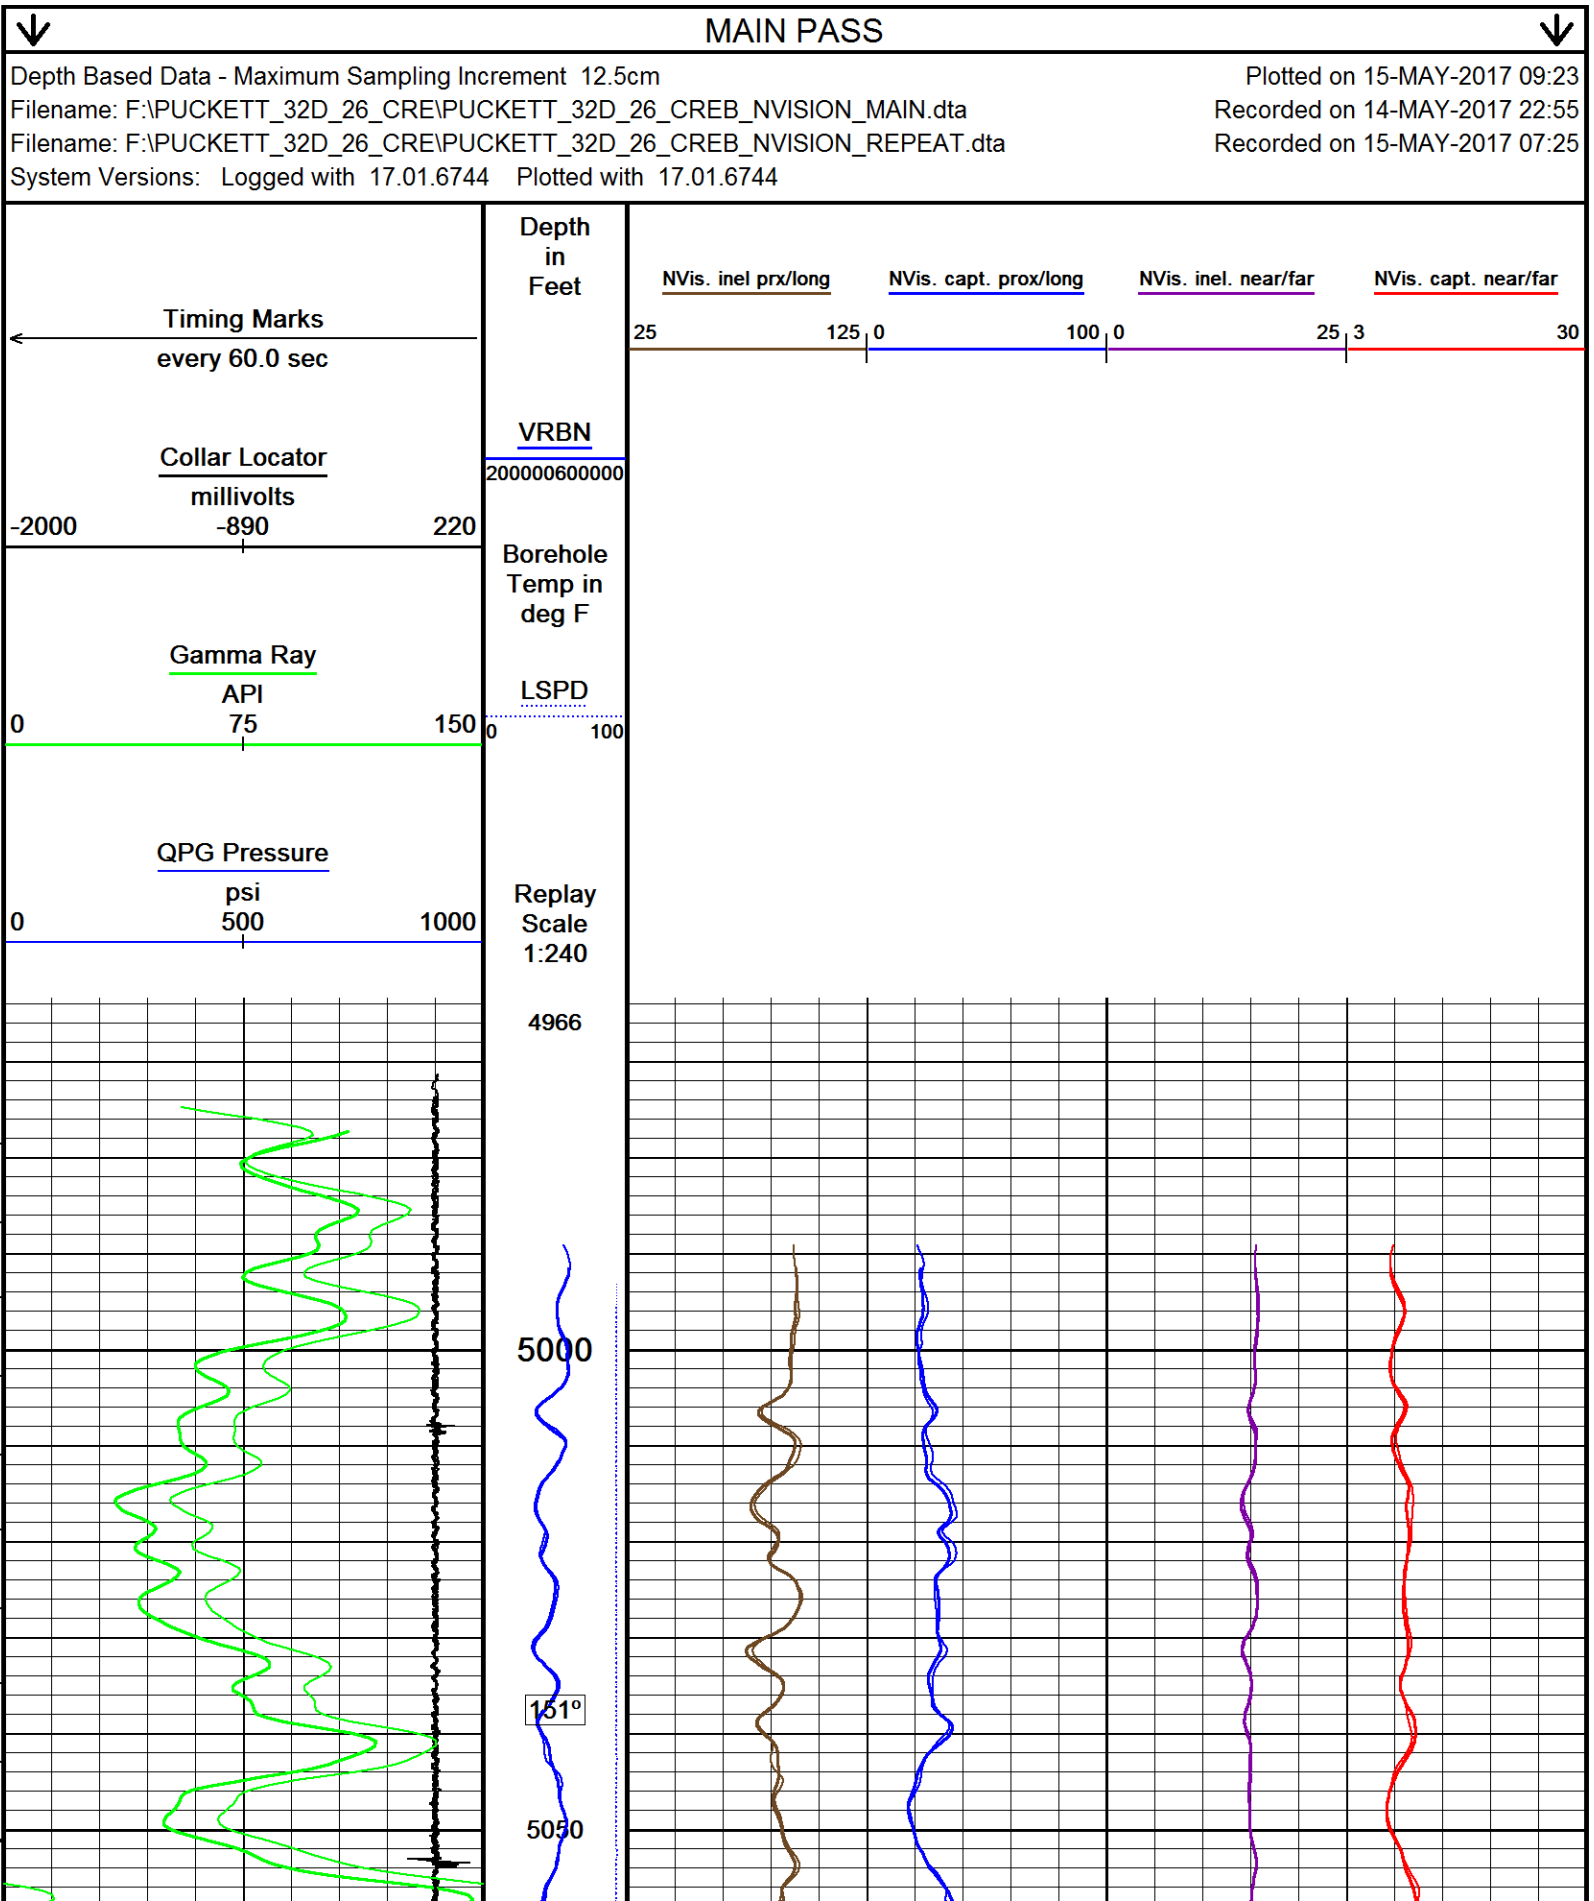 MAIN PASS
Depth Based Data - Maximum Sampling Increment 12.5cm
Plotted on 15-MAY-2017 09:23
Filename: F:\PUCKETT_32D_26_CRE\PUCKETT_32D_26_CREB_NVISION_MAIN.dta
Recorded on 14-MAY-2017 22:55
Filename: F:\PUCKETT_32D_26_CRE\PUCKETT_32D_26_CREB_NVISION_REPEAT.dta
Recorded on 15-MAY-2017 07:25
System Versions: Logged with 17.01.6744 Plotted with 17.01.6744
Timing Marks
every 60.0 sec
Collar Locator
millivolts
-2000 -890 220
Gamma Ray
API
0 75 150
QPG Pressure
psi
0 500 1000
Depth
in
Feet
VRBN
200000600000
Borehole
Temp in
deg F
LSPD
0 100
Replay
Scale
1:240
4966
5000
151º
5050
NVis. inel prx/long
25 125
NVis. capt. prox/long
0 100
NVis. inel. near/far
0 25
NVis. capt. near/far
3 30